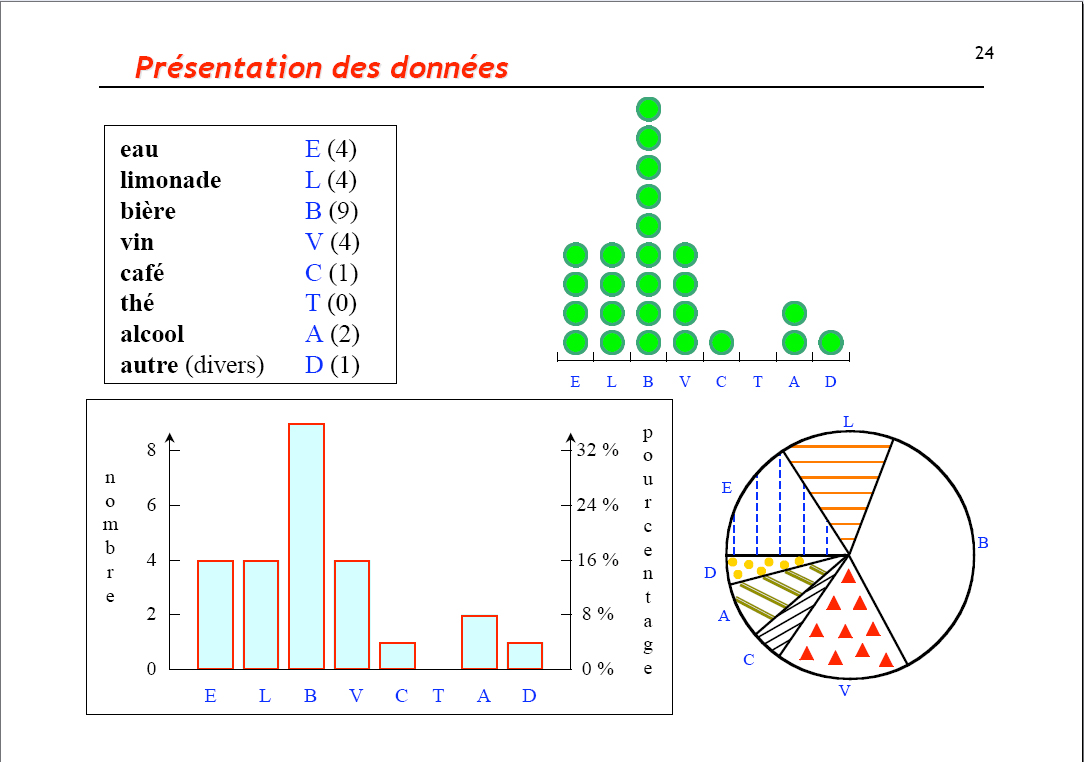 24
Présentation des données
eau E (4)
limonade L (4)
bière B (9)
vin V (4)
café C (1)
thé T (0)
alcool A (2)
autre (divers) D (1)
E L B V C T A D
nombre
8
6
4
2
0
32 %
24 %
16 %
8 %
0 %
pourcentage
E L B V C T A D
L
E
B
D
A
C
V